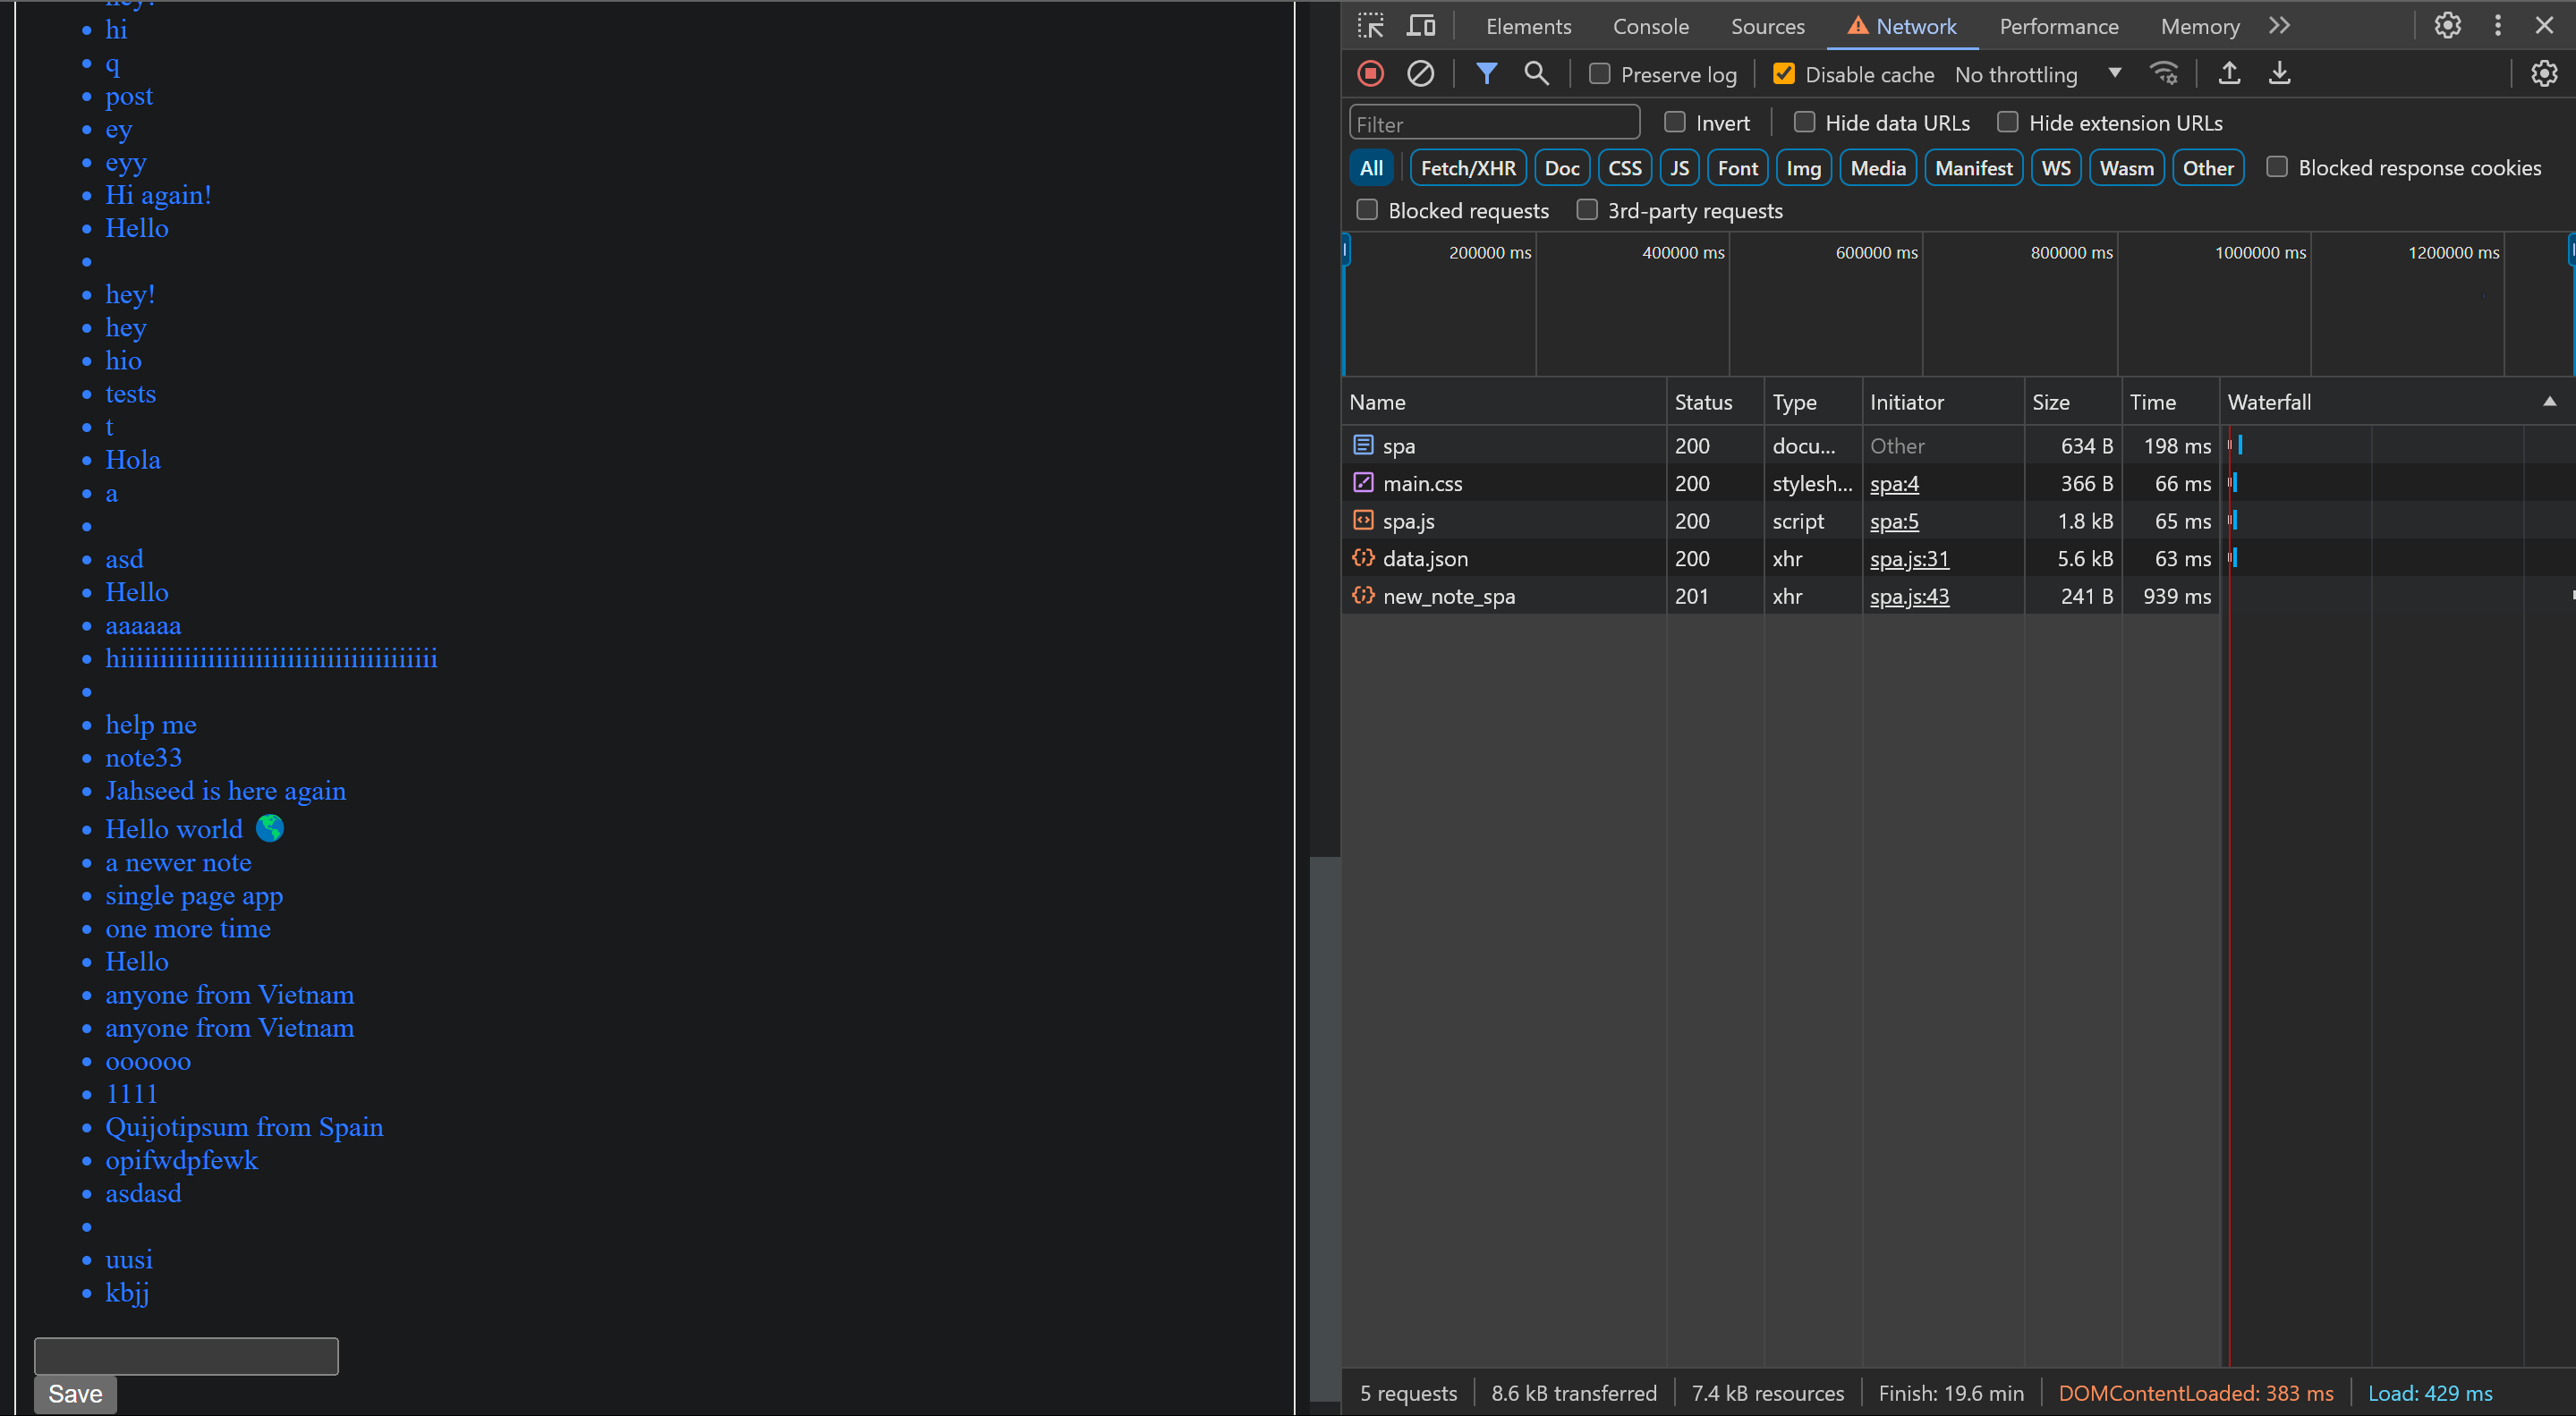 hey!
hi
q
post
ey
eyy
Hi again!
Hello
hey!
hey
hio
tests
t
Hola
a
asd
Hello
aaaaaa
help me
note33
Jahseed is here again
Hello world 🌎
a newer note
single page app
one more time
Hello
anyone from Vietnam
anyone from Vietnam
oooooo
1111
Quijotipsum from Spain
opifwdpfewk
asdasd
uusi
kbjj
Save
Elements Console Sources Network Performance Memory
Preserve log Disable cache No throttling
Filter Invert Hide data URLs Hide extension URLs
All Fetch/XHR Doc CSS JS Font Img Media Manifest WS Wasm Other Blocked response cookies
Blocked requests 3rd-party requests
200000 ms 400000 ms 600000 ms 800000 ms 1000000 ms 1200000 ms
Name Status Type Initiator Size Time Waterfall
spa 200 docu... Other 634 B 198 ms
main.css 200 stylesh... spa:4 366 B 66 ms
spa.js 200 script spa:5 1.8 kB 65 ms
data.json 200 xhr spa.js:31 5.6 kB 63 ms
new_note_spa 201 xhr spa.js:43 241 B 939 ms
5 requests 8.6 kB transferred 7.4 kB resources Finish: 19.6 min DOMContentLoaded: 383 ms Load: 429 ms